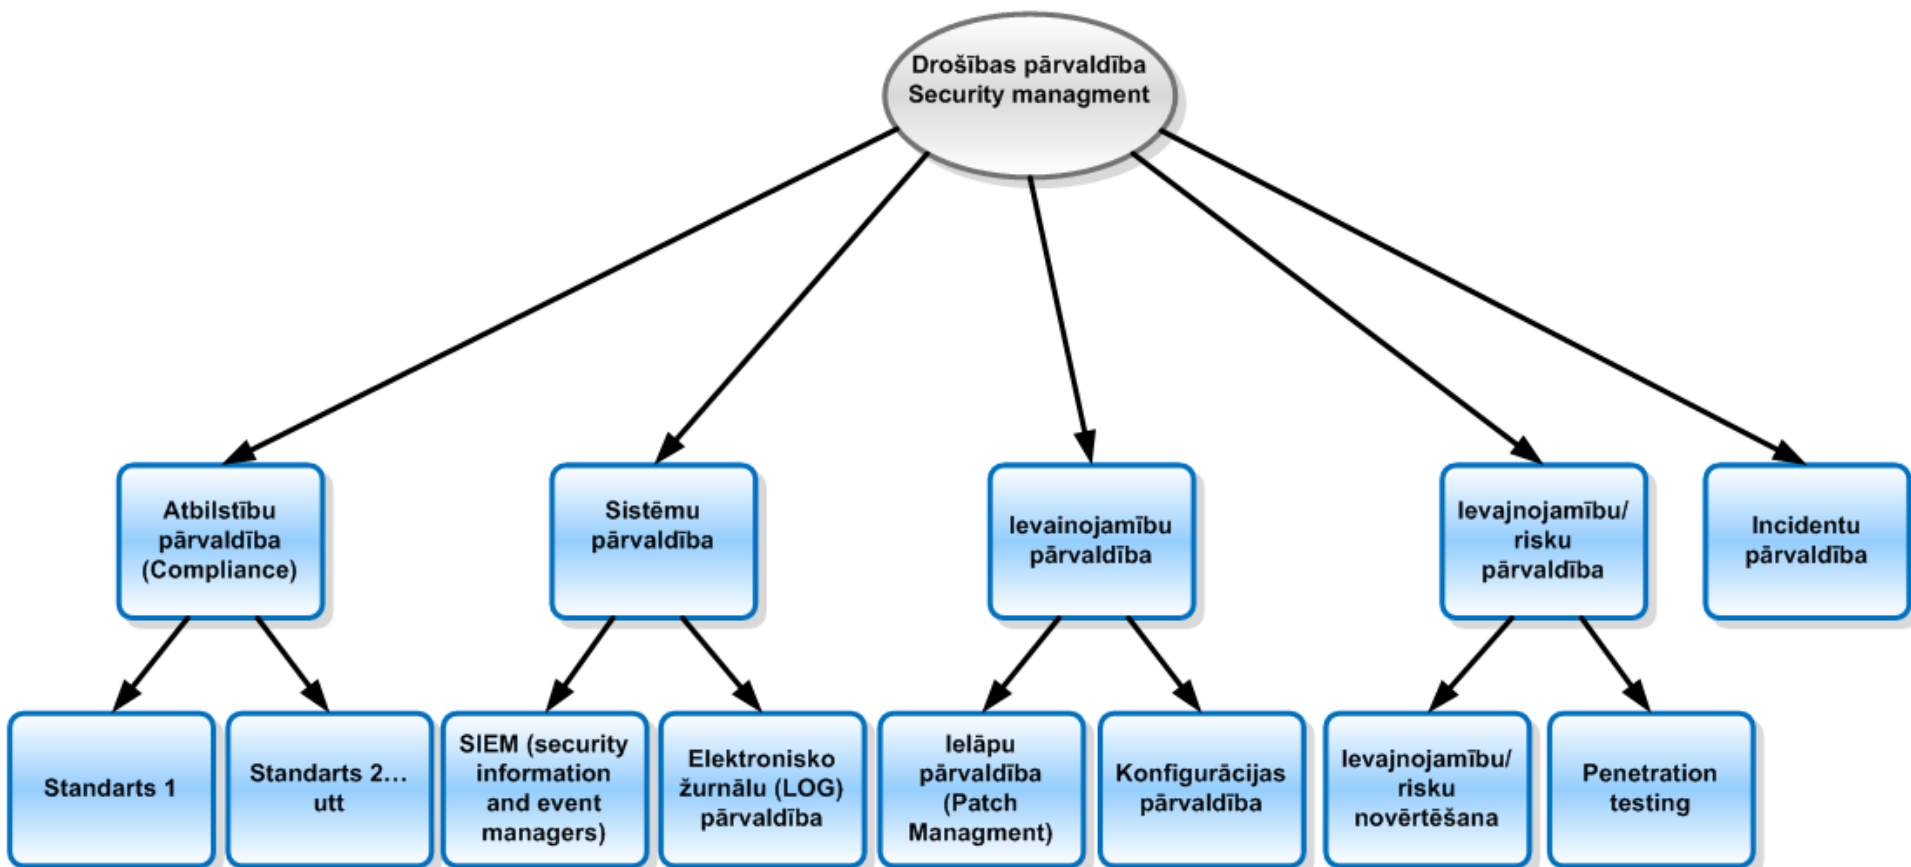 Drošības pārvaldība
Security managment
Atbilstību
pārvaldība
(Compliance)
Sistēmu
pārvaldība
Ievainojamību
pārvaldība
Ievajnojamību/
risku
pārvaldība
Incidentu
pārvaldība
Standarts 1
Standarts 2...
utt
SIEM (security
information
and event
managers)
Elektronisko
žurnālu (LOG)
pārvaldība
Ielāpu
pārvaldība
(Patch
Managment)
Konfigurācijas
pārvaldība
Ievajnojamību/
risku
novērtēšana
Penetration
testing